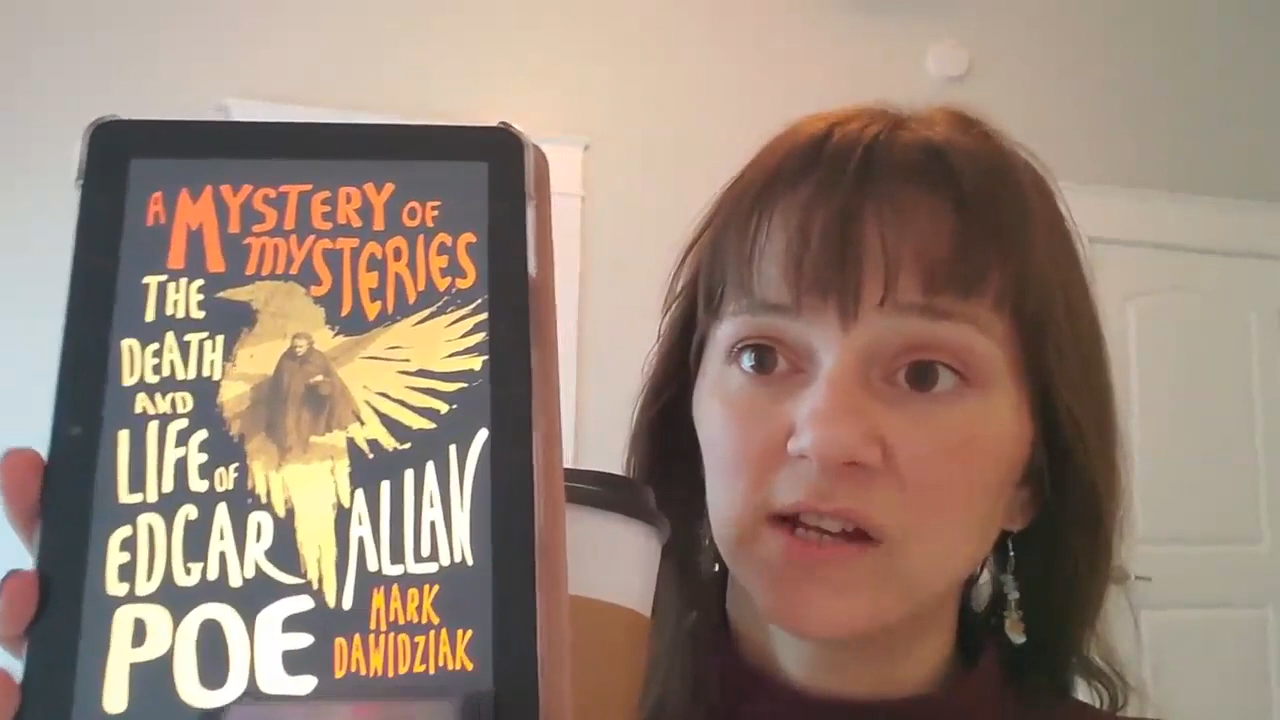 A MYSTERY OF
MYSTERIES
THE
DEATH
AND
LIFE OF
EDGAR ALLAN
POE
MARK
DAWIDZIAK